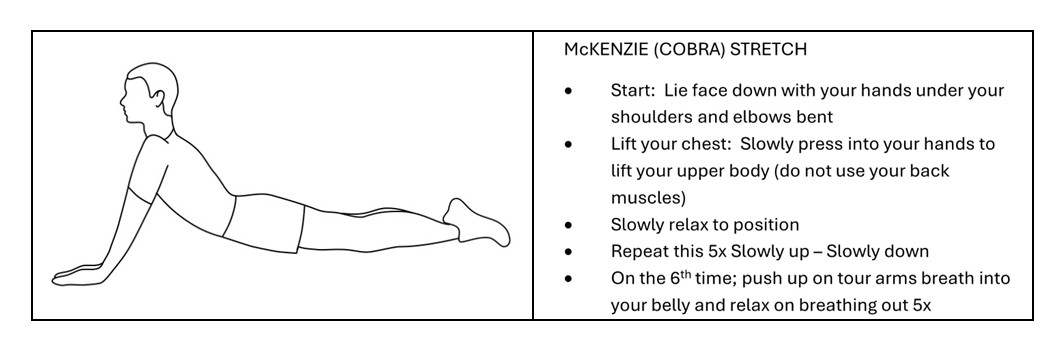 McKENZIE (COBRA) STRETCH
• Start: Lie face down with your hands under your
shoulders and elbows bent
• Lift your chest: Slowly press into your hands to
lift your upper body (do not use your back
muscles)
• Slowly relax to position
• Repeat this 5x Slowly up – Slowly down
• On the 6th time; push up on tour arms breath into
your belly and relax on breathing out 5x